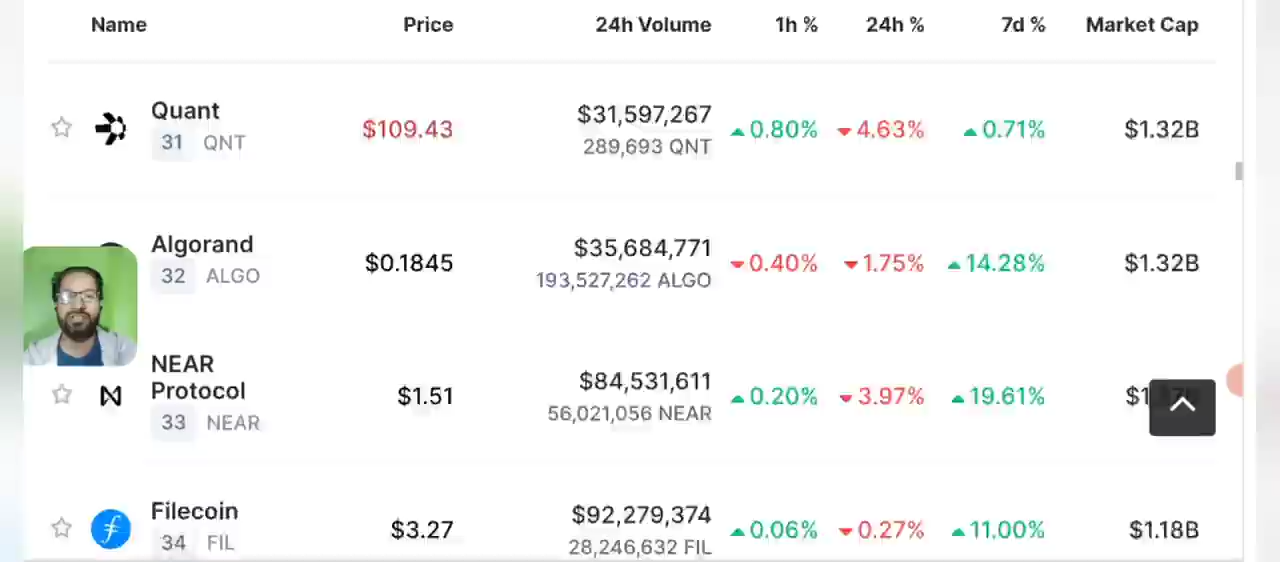 Name Price 24h Volume 1h % 24h % 7d % Market Cap
Quant $109.43 $31,597,267 0.80% 4.63% 0.71% $1.32B
31 QNT 289,693 QNT
Algorand $0.1845 $35,684,771 0.40% 1.75% 14.28% $1.32B
32 ALGO 193,527,262 ALGO
NEAR
Protocol $1.51 $84,531,611 0.20% 3.97% 19.61%
33 NEAR 56,021,056 NEAR
Filecoin $3.27 $92,279,374 0.06% 0.27% 11.00% $1.18B
34 FIL 28,246,632 FIL